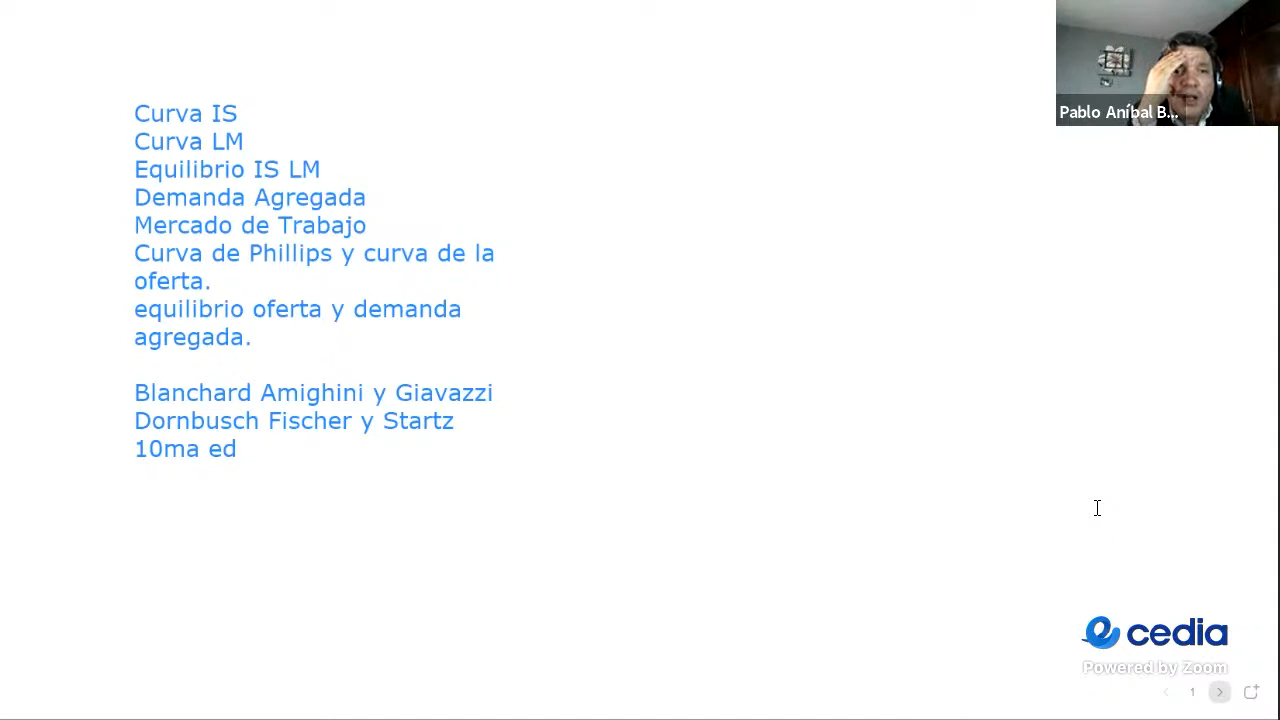 Pablo Aníbal B...
Curva IS
Curva LM
Equilibrio IS LM
Demanda Agregada
Mercado de Trabajo
Curva de Phillips y curva de la
oferta.
equilibrio oferta y demanda
agregada.
Blanchard Amighini y Giavazzi
Dornbusch Fischer y Startz
10ma ed
cedia
Powered by Zoom
1